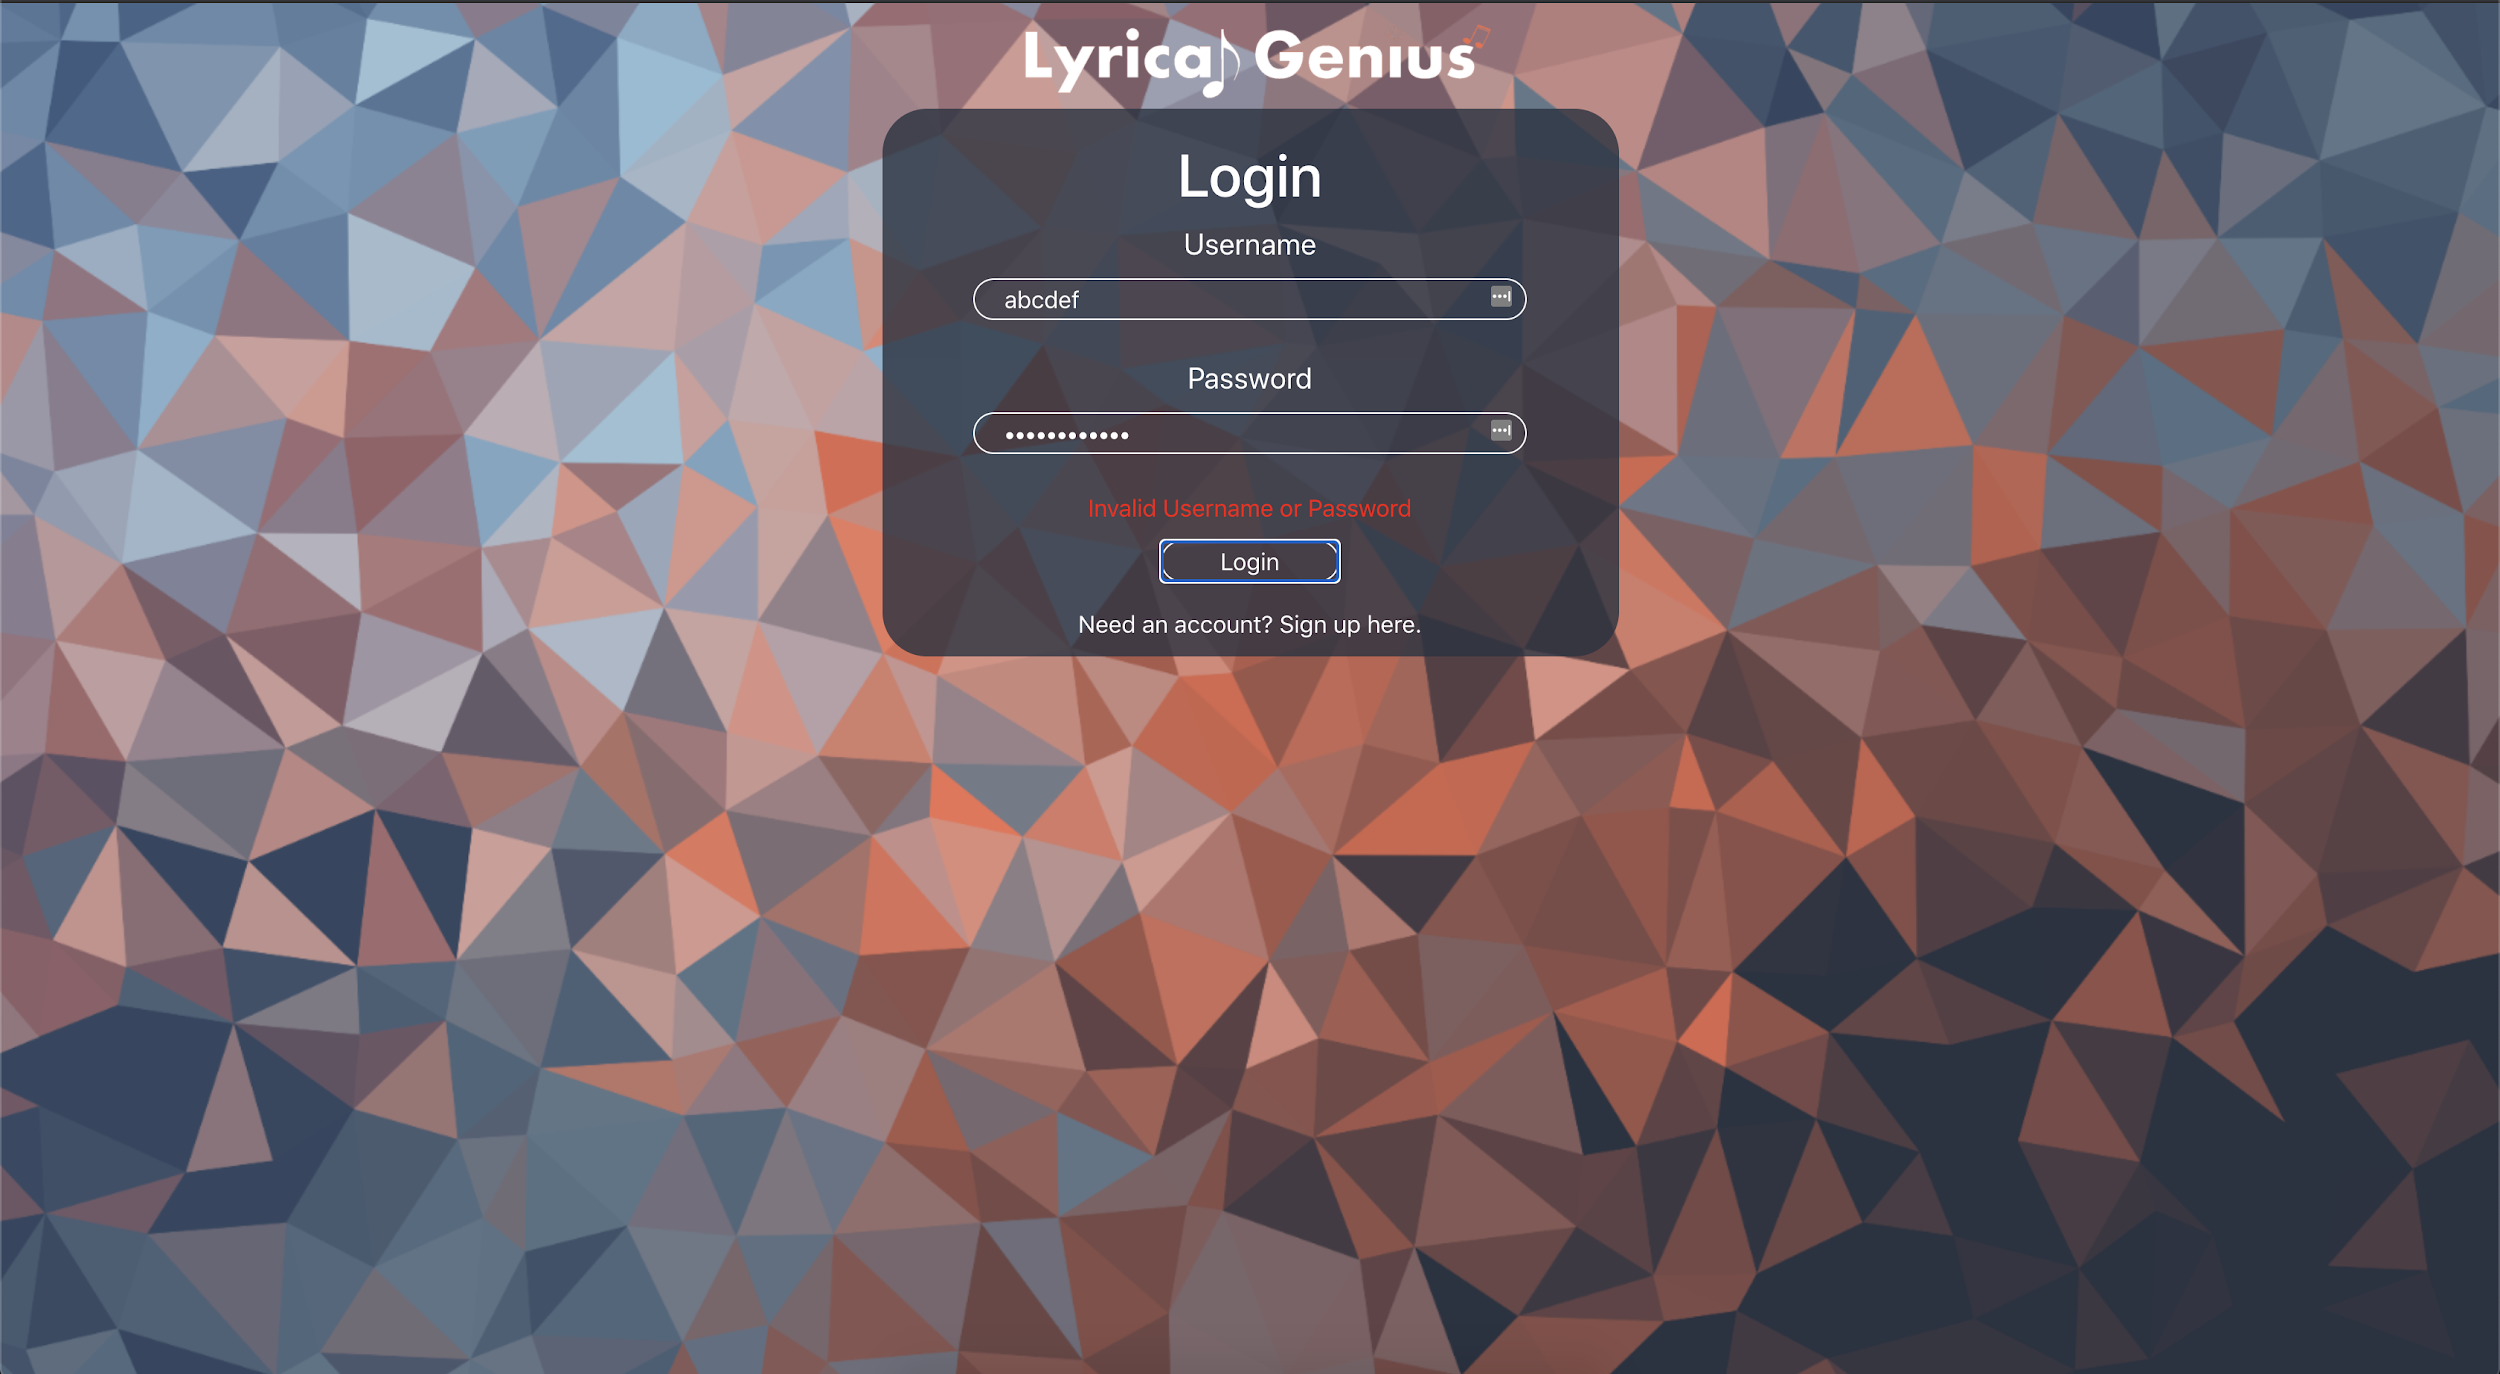 Lyrical Genius
Login
Username
abcdef
Password
••••••••••••
Invalid Username or Password
Login
Need an account? Sign up here.